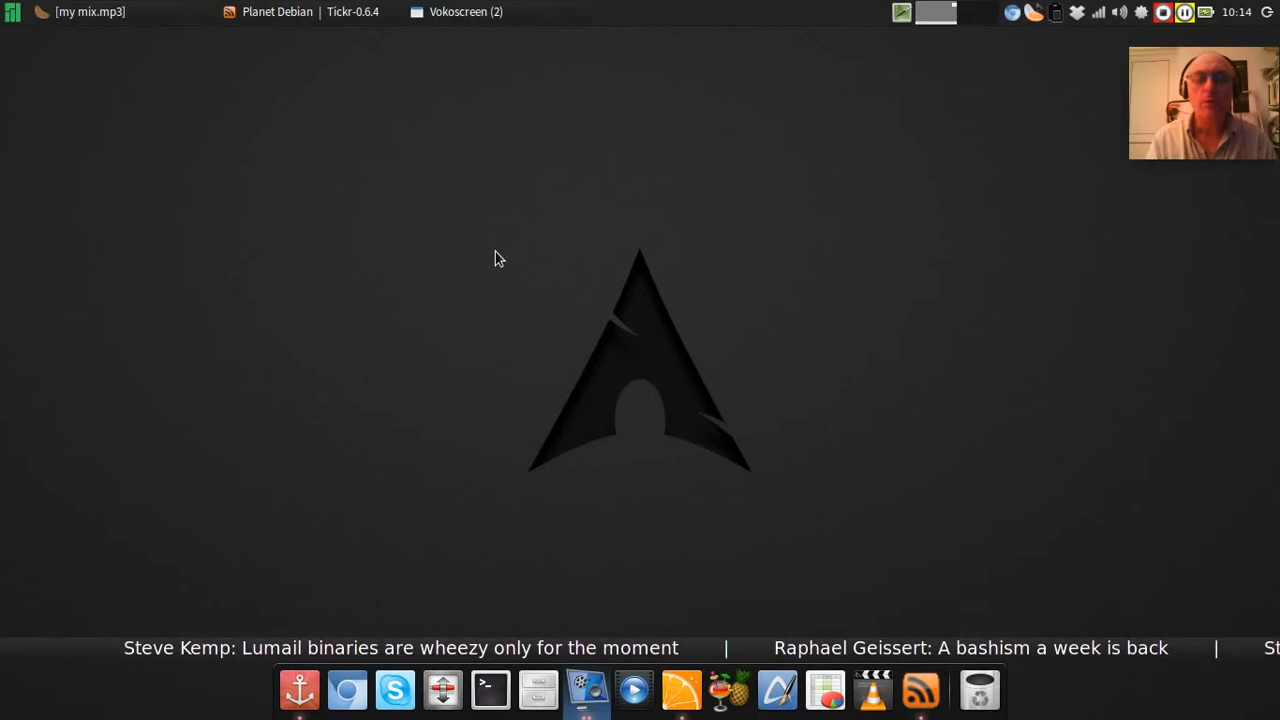 [my mix.mp3] Planet Debian | Tickr-0.6.4 Vokoscreen (2) 10:14
Steve Kemp: Lumail binaries are wheezy only for the moment | Raphael Geissert: A bashism a week is back | St